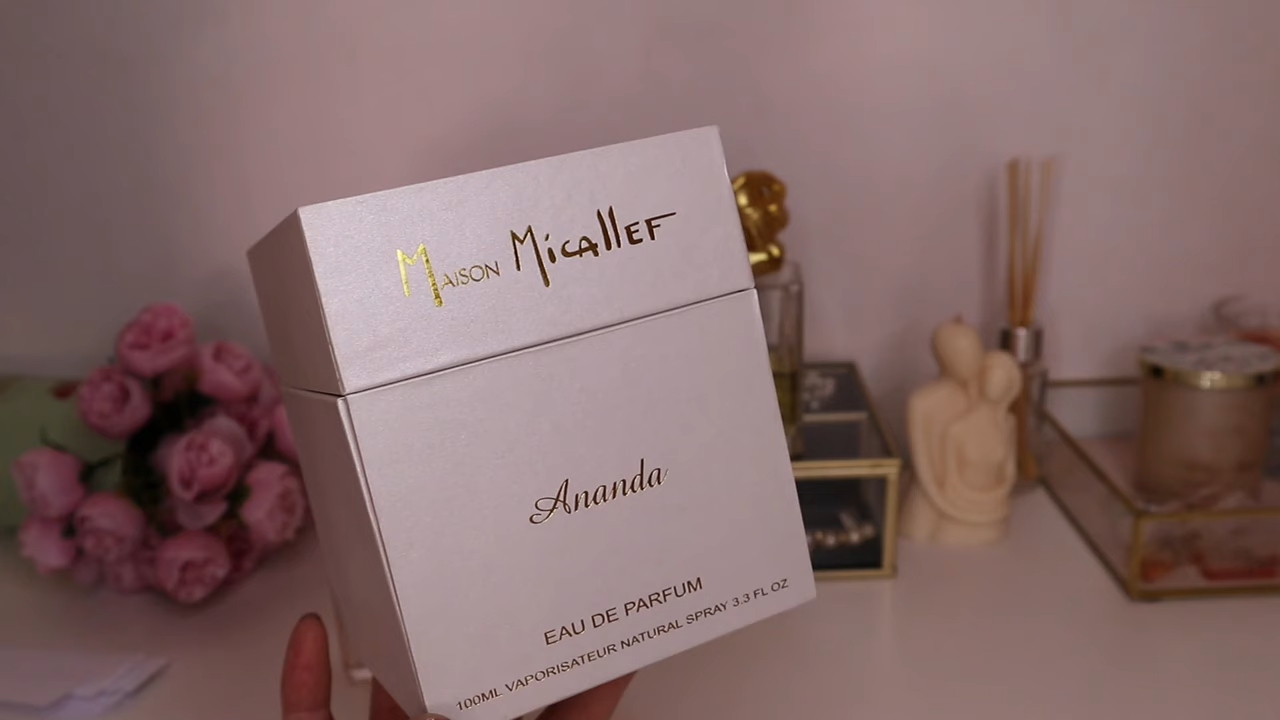 Maison Micallef
Ananda
EAU DE PARFUM
100ML VAPORISATEUR NATURAL SPRAY 3.3 FL OZ